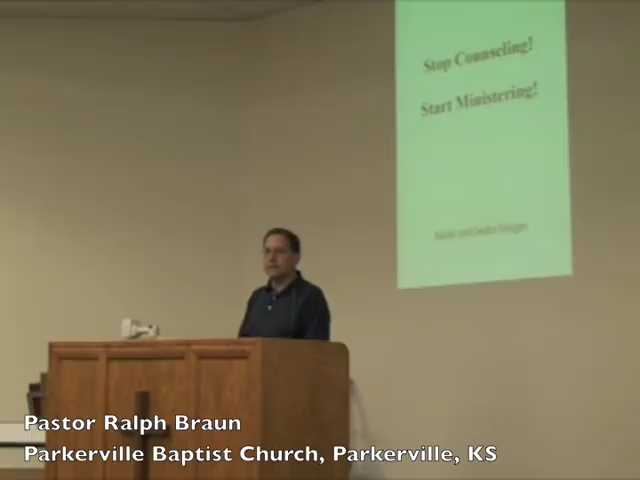 Stop Counseling!
Start Ministering!
Pastor Ralph Braun
Parkerville Baptist Church, Parkerville, KS